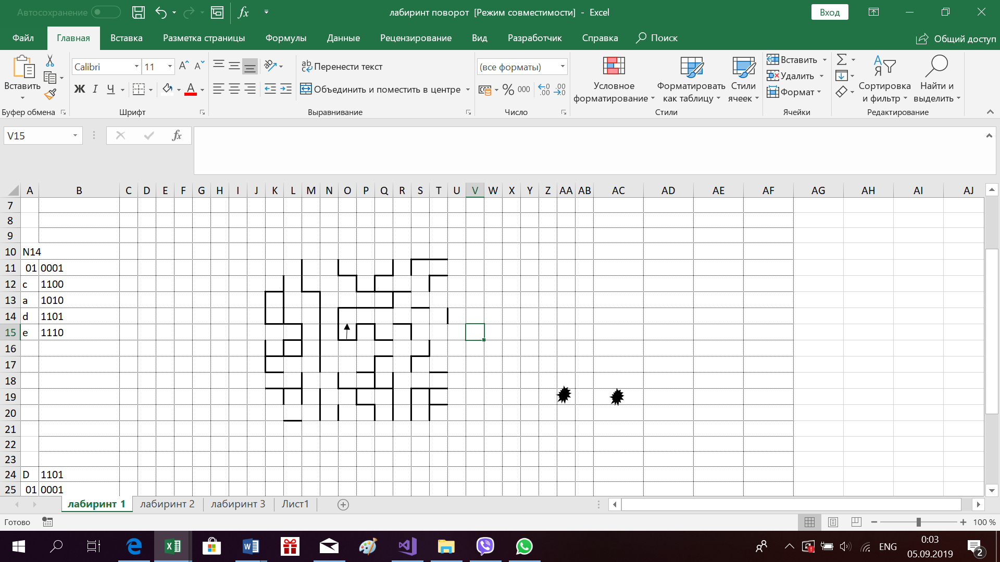 Автосохранение
лабиринт поворот [Режим совместимости] - Excel
Вход
Файл Главная Вставка Разметка страницы Формулы Данные Рецензирование Вид Разработчик Справка Поиск Общий доступ
Вставить
Буфер обмена
Calibri 11
Ж К Ч
Шрифт
Перенести текст
Объединить и поместить в центре
Выравнивание
(все форматы)
% 000
Число
Условное форматирование
Форматировать как таблицу
Стили ячеек
Стили
Вставить
Удалить
Формат
Ячейки
Сортировка и фильтр
Найти и выделить
Редактирование
V15
fx
A B C D E F G H I J K L M N O P Q R S T U V W X Y Z AA AB AC AD AE AF AG AH AI AJ
7
8
9
10 N14
11 01 0001
12 c 1100
13 a 1010
14 d 1101
15 e 1110
16
17
18
19
20
21
22
23
24 D 1101
25 01 0001
лабиринт 1 лабиринт 2 лабиринт 3 Лист1
Готово
100 %
ENG
0:03
05.09.2019
2